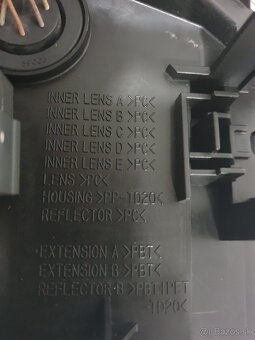 INNER LENS A >PC<
INNER LENS B >PC<
INNER LENS C >PC<
INNER LENS D >PC<
INNER LENS E >PC<
LENS >PC<
HOUSING >PP-TD20<
REFLECTOR >PC<
EXTENSION A >PBT<
EXTENSION B >PBT<
REFLECTOR·B >PBT+PET
-TD20<